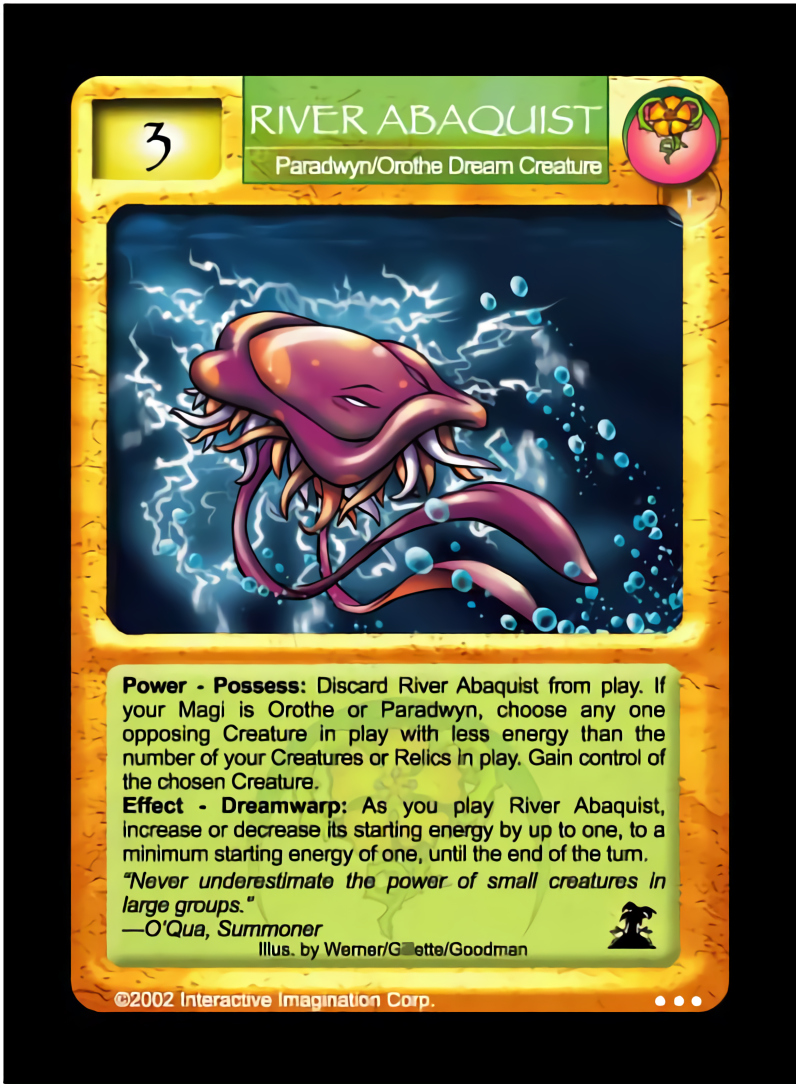 3
RIVER ABAQUIST
Paradwyn/Orothe Dream Creature
Power - Possess: Discard River Abaquist from play. If
your Magi is Orothe or Paradwyn, choose any one
opposing Creature in play with less energy than the
number of your Creatures or Relics in play. Gain control of
the chosen Creature.
Effect - Dreamwarp: As you play River Abaquist,
increase or decrease its starting energy by up to one, to a
minimum starting energy of one, until the end of the turn.
"Never underestimate the power of small creatures in
large groups."
—O'Qua, Summoner
Illus. by Werner/ /Goodman
©2002 Interactive Imagination Corp.